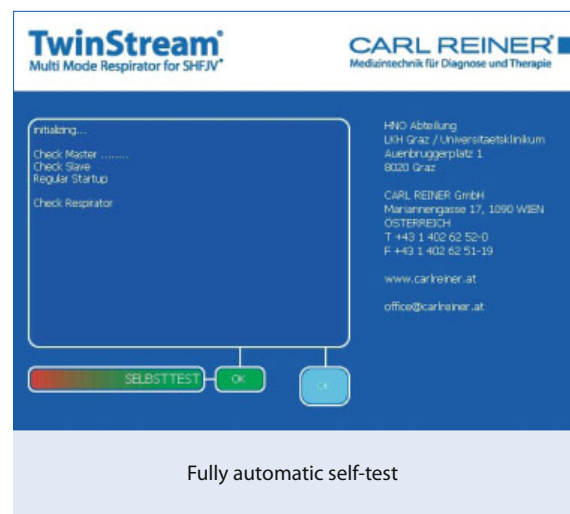 TwinStream®
Multi Mode Respirator for SHFJV®
CARL REINER®
Medizintechnik für Diagnose und Therapie
initializing...
Check Master ........
Check Slave
Regular Startup
Check Respirator
HNO Abteilung
LKH Graz / Universitaetsklinikum
Auenbruggerplatz 1
8020 Graz
CARL REINER GmbH
Mariannengasse 17, 1090 WIEN
ÖSTERREICH
T +43 1 402 62 52-0
F +43 1 402 62 51-19
www.carlreiner.at
office@carlreiner.at
SELBSTTEST
OK
Fully automatic self-test